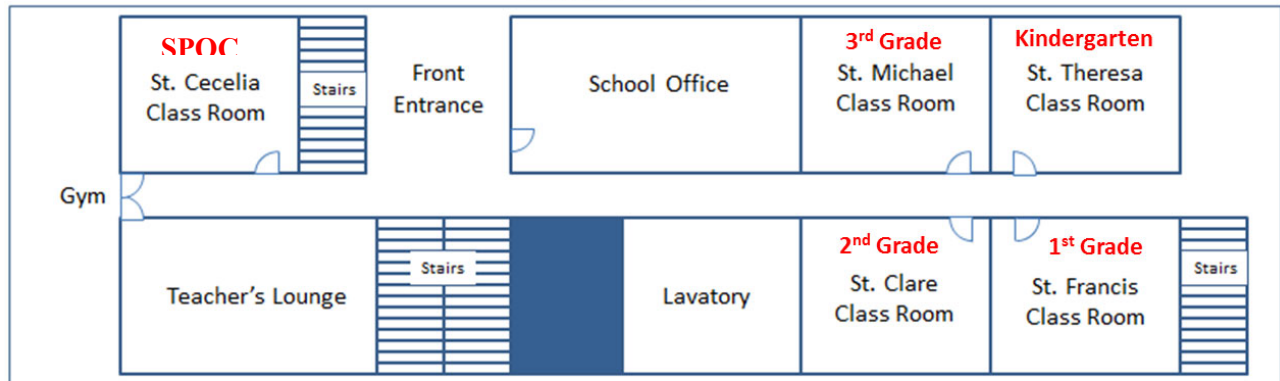 SPOC
St. Cecelia
Class Room
Stairs
Front
Entrance
School Office
3rd Grade
St. Michael
Class Room
Kindergarten
St. Theresa
Class Room
Gym
Teacher's Lounge
Stairs
Lavatory
2nd Grade
St. Clare
Class Room
1st Grade
St. Francis
Class Room
Stairs